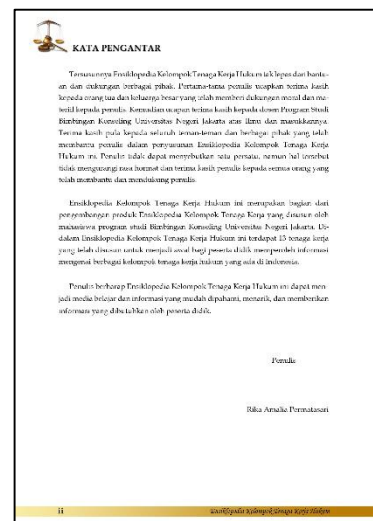 KATA PENGANTAR
Tersusunnya Ensiklopedia Kelompok Tenaga Kerja Hukum tak lepas dari bantu-
an dan dukungan berbagai pihak. Pertama-tama penulis ucapkan terima kasih
kepada orang tua dan keluarga besar yang telah memberi dukungan moral dan ma-
teril kepada penulis. Kemudian ucapan terima kasih kepada dosen Program Studi
Bimbingan Konseling Universitas Negeri Jakarta atas ilmu dan masukkannya.
Terima kasih pula kepada seluruh teman-teman dan berbagai pihak yang telah
membantu penulis dalam penyusunan Ensiklopedia Kelompok Tenaga Kerja
Hukum ini. Penulis tidak dapat menyebutkan satu persatu, namun hal tersebut
tidak mengurangi rasa hormat dan terima kasih penulis kepada semua orang yang
telah membantu dan mendukung penulis.
Ensiklopedia Kelompok Tenaga Kerja Hukum ini merupakan bagian dari
pengembangan produk Ensiklopedia Kelompok Tenaga Kerja yang disusun oleh
mahasiswa program studi Bimbingan Konseling Universitas Negeri Jakarta. Di-
dalam Ensiklopedia Kelompok Tenaga Kerja Hukum ini terdapat 13 tenaga kerja
yang telah disusun untuk menjadi awal bagi peserta didik memperoleh informasi
mengenai berbagai kelompok tenaga kerja hukum yang ada di Indonesia.
Penulis berharap Ensiklopedia Kelompok Tenaga Kerja Hukum ini dapat men-
jadi media belajar dan informasi yang mudah dipahami, menarik, dan memberikan
informasi yang dibutuhkan oleh peserta didik.
Penulis
Rika Amalia Permatasari
ii
Ensiklopedia Kelompok Tenaga Kerja Hukum